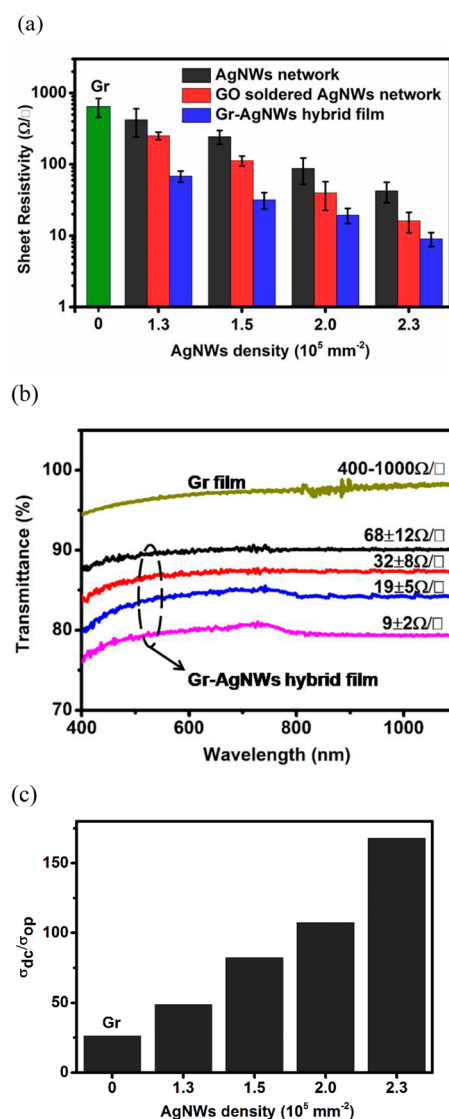 (a)
Gr
AgNWs network
GO soldered AgNWs network
Gr-AgNWs hybrid film
Sheet Resistivity (Ω/□)
1000
100
10
1
0
1.3
1.5
2.0
2.3
AgNWs density (10⁵ mm⁻²)
(b)
Transmittance (%)
100
90
80
70
Gr film
400-1000Ω/□
68±12Ω/□
32±8Ω/□
19±5Ω/□
9±2Ω/□
Gr-AgNWs hybrid film
400
600
800
1000
Wavelength (nm)
(c)
σdc/σop
150
100
50
0
Gr
0
1.3
1.5
2.0
2.3
AgNWs density (10⁵ mm⁻²)